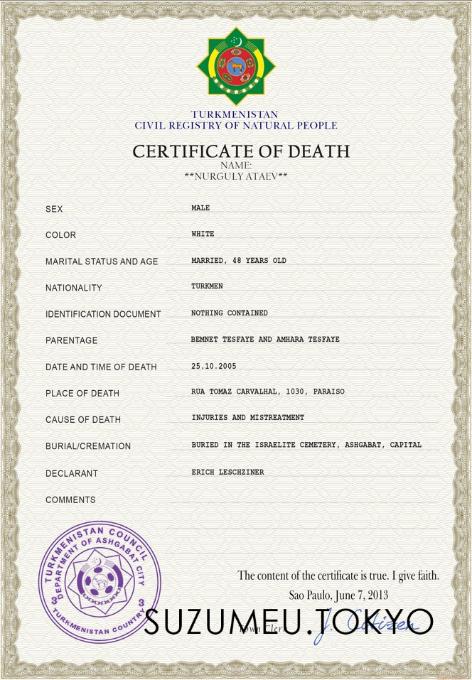 TURKMENISTAN
CIVIL REGISTRY OF NATURAL PEOPLE
CERTIFICATE OF DEATH
NAME:
**NURGULY ATAEV**
SEX MALE
COLOR WHITE
MARITAL STATUS AND AGE MARRIED, 48 YEARS OLD
NATIONALITY TURKMEN
IDENTIFICATION DOCUMENT NOTHING CONTAINED
PARENTAGE BEMNET TESFAYE AND AMHARA TESFAYE
DATE AND TIME OF DEATH 25.10.2005
PLACE OF DEATH RUA TOMAZ CARVALHAL, 1030, PARAISO
CAUSE OF DEATH INJURIES AND MISTREATMENT
BURIAL/CREMATION BURIED IN THE ISRAELITE CEMETERY, ASHGABAT, CAPITAL
DECLARANT ERICH LESCHZINER
COMMENTS
TURKMENISTAN COUNCIL
DEPARTMENT OF ASHGABAT CITY
3 TURKMENISTAN COUNTRY 3
The content of the certificate is true. I give faith.
Sao Paulo, June 7, 2013
J. Citizen
SUZUMEU.TOKYO